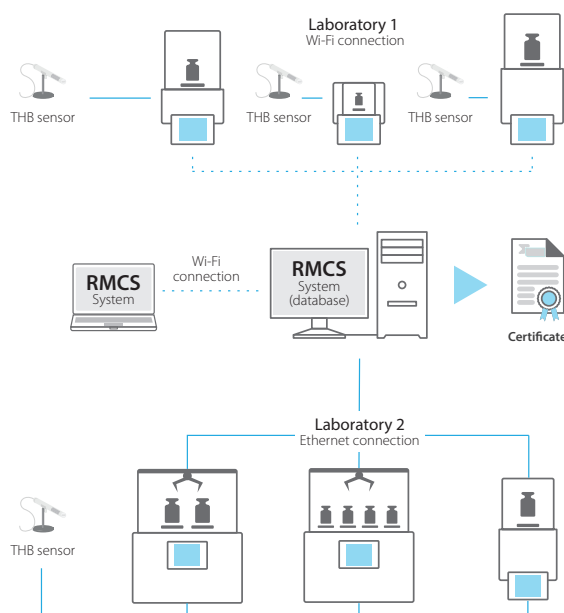 Laboratory 1
Wi-Fi connection
THB sensor
THB sensor
THB sensor
Wi-Fi
connection
RMCS
System
RMCS
System
(database)
Certificate
Laboratory 2
Ethernet connection
THB sensor